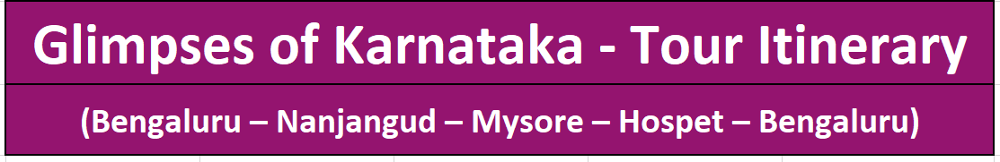 Glimpses of Karnataka - Tour Itinerary
(Bengaluru – Nanjangud – Mysore – Hospet – Bengaluru)